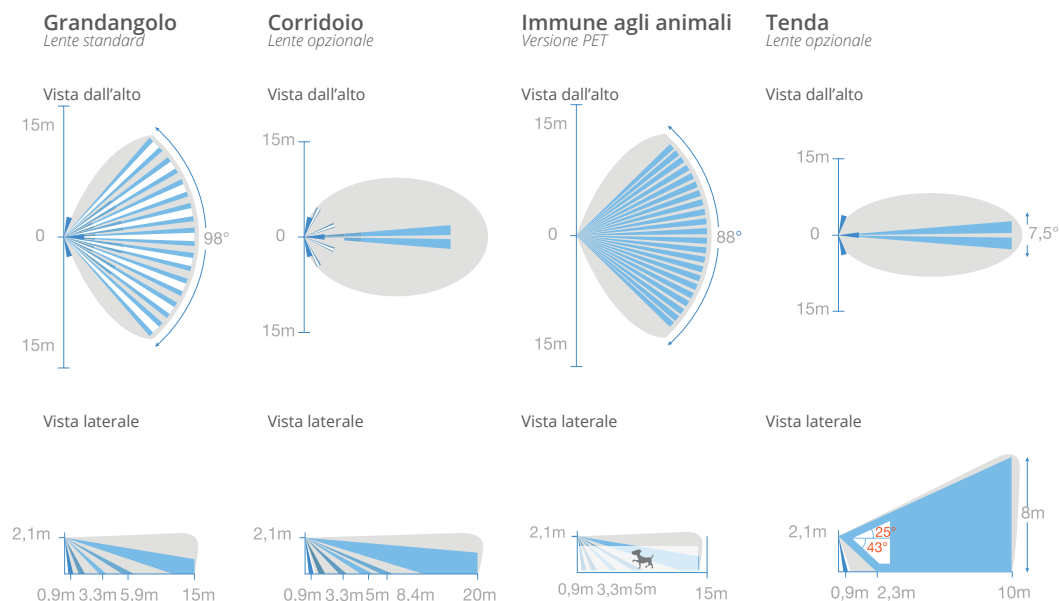 Grandangolo
Lente standard
Vista dall'alto
15m
0
98°
15m
Vista laterale
2,1m
0,9m 3,3m 5,9m 15m
Corridoio
Lente opzionale
Vista dall'alto
15m
0
15m
Vista laterale
2,1m
0,9m 3,3m 5m 8,4m 20m
Immune agli animali
Versione PET
Vista dall'alto
15m
0
88°
15m
Vista laterale
2,1m
0,9m 3,3m 5m 15m
Tenda
Lente opzionale
Vista dall'alto
15m
0
7,5°
15m
Vista laterale
8m
2,1m
25°
43°
0,9m 2,3m 10m